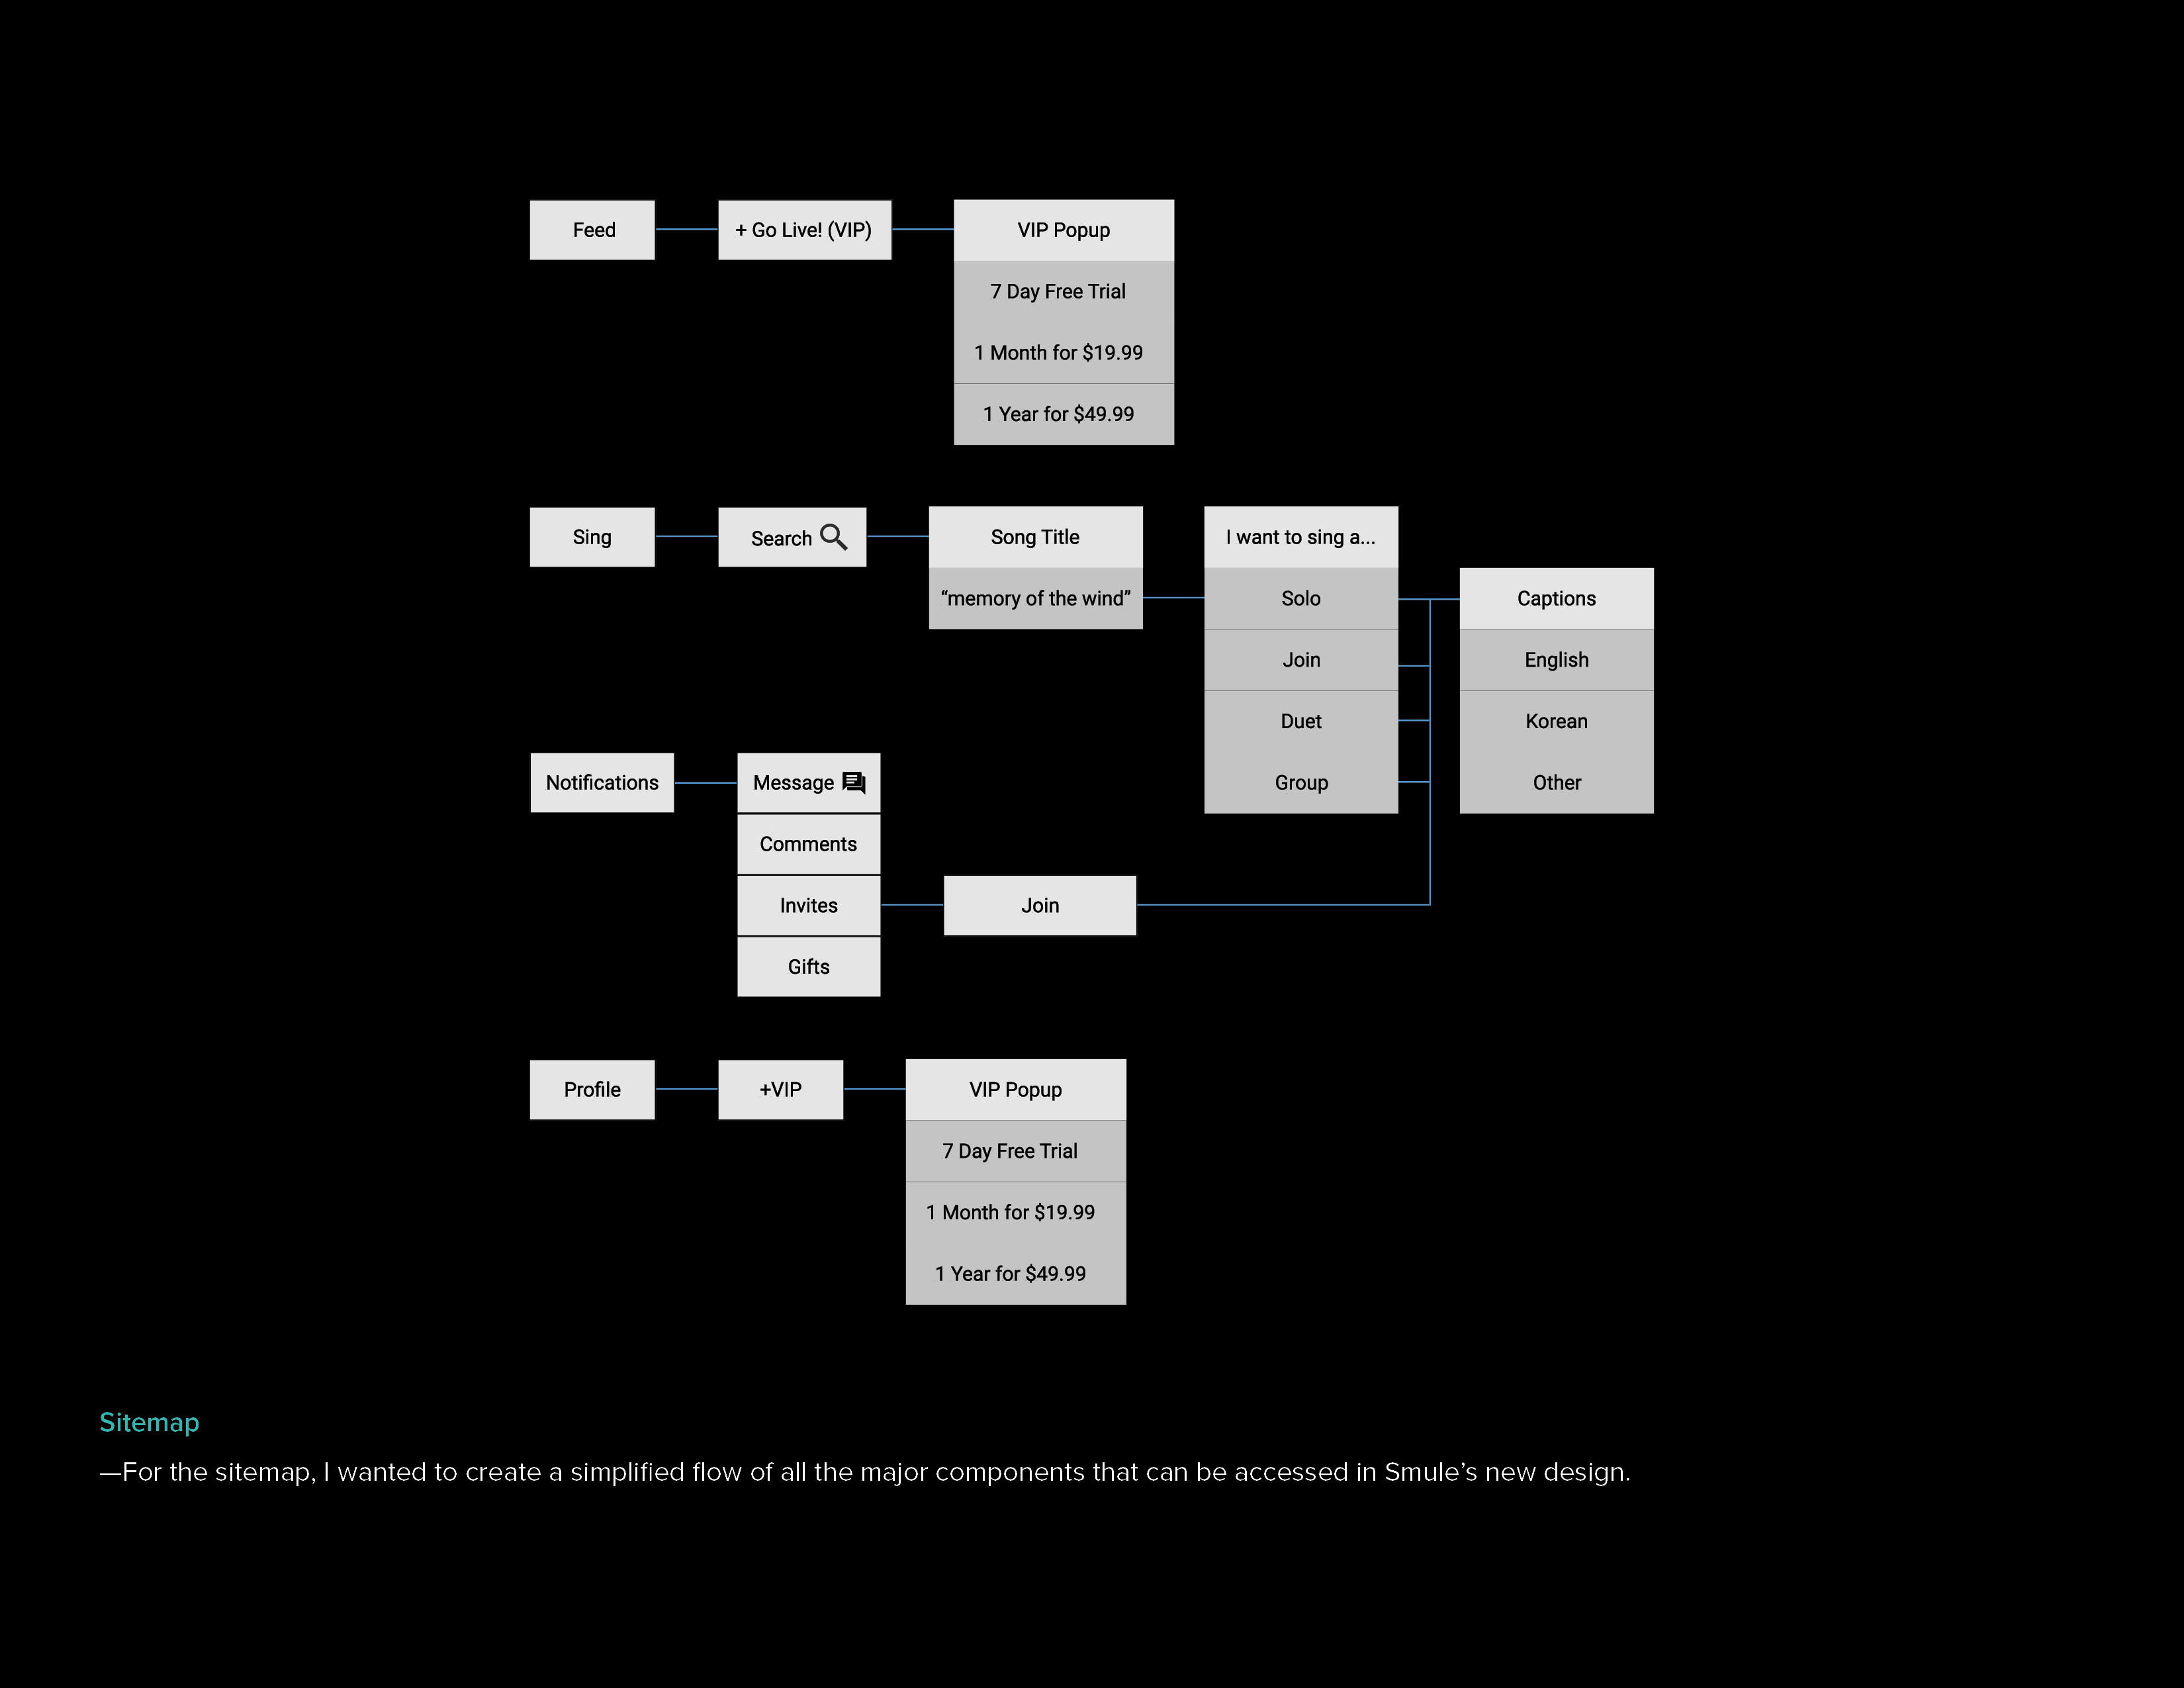 Feed
+ Go Live! (VIP)
VIP Popup
7 Day Free Trial
1 Month for $19.99
1 Year for $49.99
Sing
Search
Song Title
“memory of the wind”
I want to sing a...
Solo
Join
Duet
Group
Captions
English
Korean
Other
Notifications
Message
Comments
Invites
Gifts
Join
Profile
+VIP
VIP Popup
7 Day Free Trial
1 Month for $19.99
1 Year for $49.99
Sitemap
—For the sitemap, I wanted to create a simplified flow of all the major components that can be accessed in Smule’s new design.